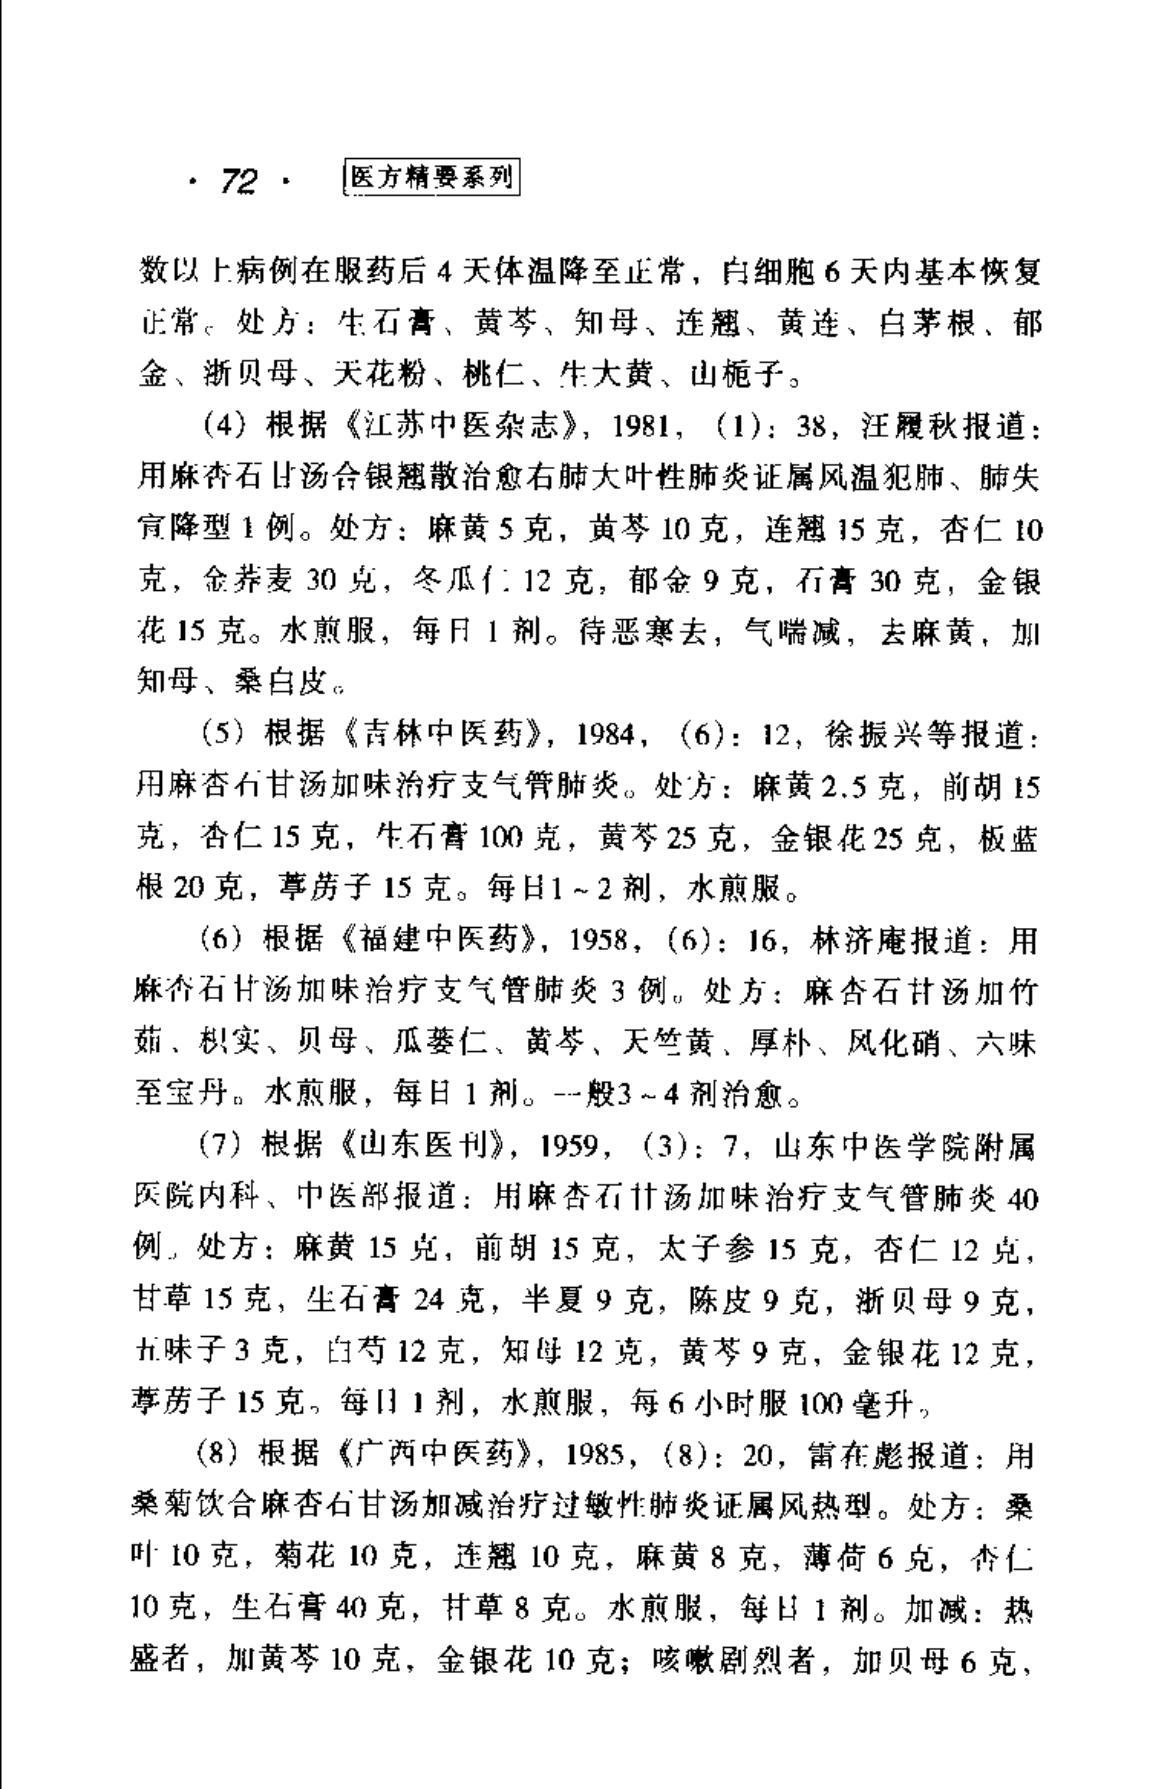 · 72 · 医方精要系列
数以上病例在服药后 4 天体温降至正常，白细胞 6 天内基本恢复
正常。处方：生石膏、黄芩、知母、连翘、黄连、白茅根、郁
金、浙贝母、天花粉、桃仁、生大黄、山栀子。
(4) 根据《江苏中医杂志》，1981，(1)：38，汪履秋报道：
用麻杏石甘汤合银翘散治愈右肺大叶性肺炎证属风温犯肺、肺失
宣降型 1 例。处方：麻黄 5 克，黄芩 10 克，连翘 15 克，杏仁 10
克，金荞麦 30 克，冬瓜仁 12 克，郁金 9 克，石膏 30 克，金银
花 15 克。水煎服，每日 1 剂。待恶寒去，气喘减，去麻黄，加
知母、桑白皮。
(5) 根据《吉林中医药》，1984，(6)：12，徐振兴等报道：
用麻杏石甘汤加味治疗支气管肺炎。处方：麻黄 2.5 克，前胡 15
克，杏仁 15 克，生石膏 100 克，黄芩 25 克，金银花 25 克，板蓝
根 20 克，葶苈子 15 克。每日1～2 剂，水煎服。
(6) 根据《福建中医药》，1958，(6)：16，林济庵报道：用
麻杏石甘汤加味治疗支气管肺炎 3 例。处方：麻杏石甘汤加竹
茹、枳实、贝母、瓜蒌仁、黄芩、天竺黄、厚朴、风化硝、六味
至宝丹。水煎服，每日 1 剂。一般3～4 剂治愈。
(7) 根据《山东医刊》，1959，(3)：7，山东中医学院附属
医院内科、中医部报道：用麻杏石甘汤加味治疗支气管肺炎 40
例。处方：麻黄 15 克，前胡 15 克，太子参 15 克，杏仁 12 克，
甘草 15 克，生石膏 24 克，半夏 9 克，陈皮 9 克，浙贝母 9 克，
五味子 3 克，白芍 12 克，知母 12 克，黄芩 9 克，金银花 12 克，
葶苈子 15 克。每日 1 剂，水煎服，每 6 小时服 100 毫升。
(8) 根据《广西中医药》，1985，(8)：20，雷在彪报道：用
桑菊饮合麻杏石甘汤加减治疗过敏性肺炎证属风热型。处方：桑
叶 10 克，菊花 10 克，连翘 10 克，麻黄 8 克，薄荷 6 克，杏仁
10 克，生石膏 40 克，甘草 8 克。水煎服，每日 1 剂。加减：热
盛者，加黄芩 10 克，金银花 10 克；咳嗽剧烈者，加贝母 6 克，